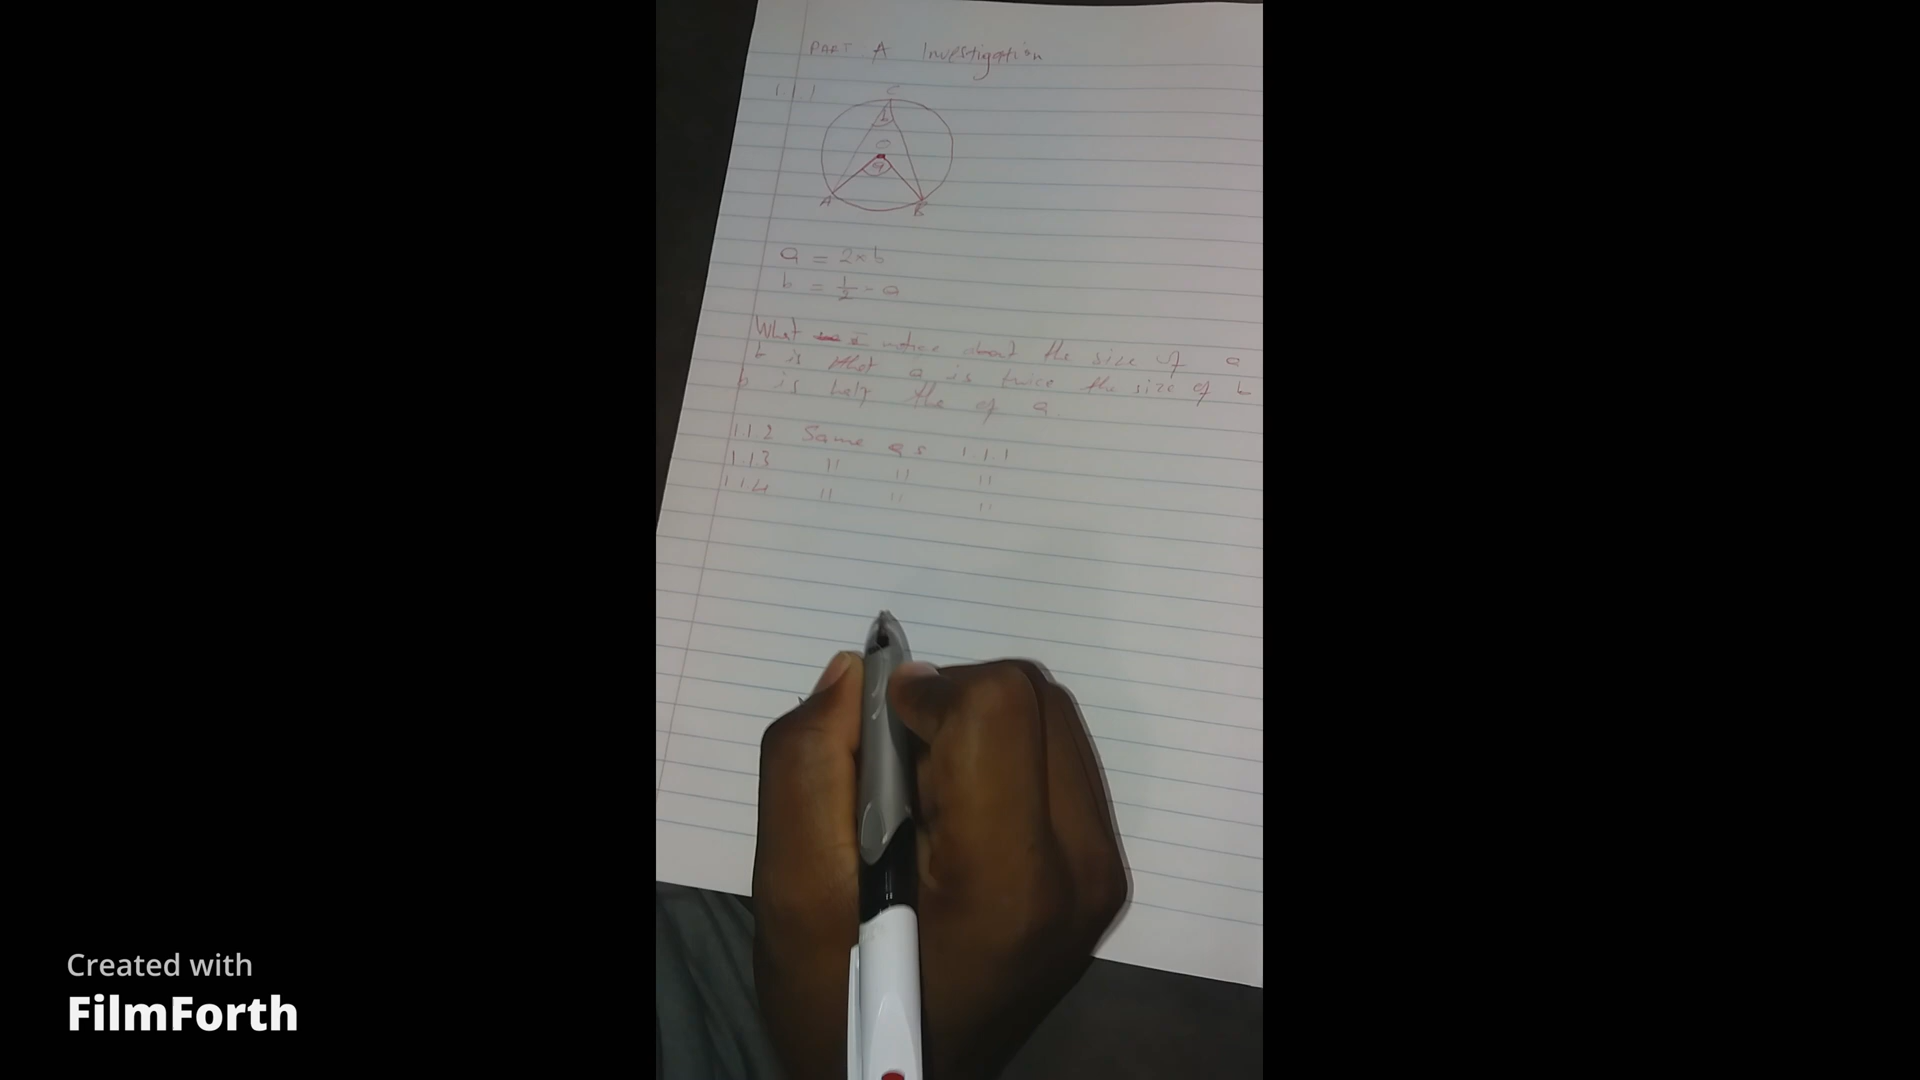 PART A Investigation
1.1.1
C
b
O
a
A
B
a = 2×b
b = 1/2 × a
What I notice about the size of a
b is that a is twice the size of b
b is half the of a.
1.1.2 Same as 1.1.1
1.1.3 " " "
1.1.4 " " "
Created with
FilmForth